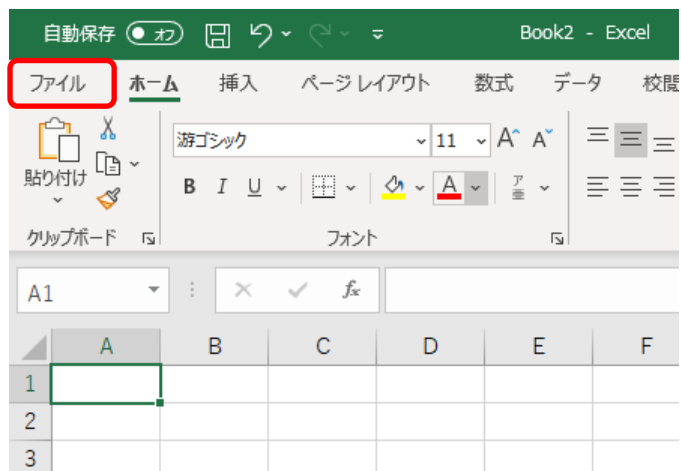 自動保存 オフ Book2 - Excel
ファイル ホーム 挿入 ページ レイアウト 数式 データ 校閲
貼り付け 游ゴシック 11 A A
B I U A ア亜
クリップボード フォント
A1 fx
A B C D E F
1
2
3